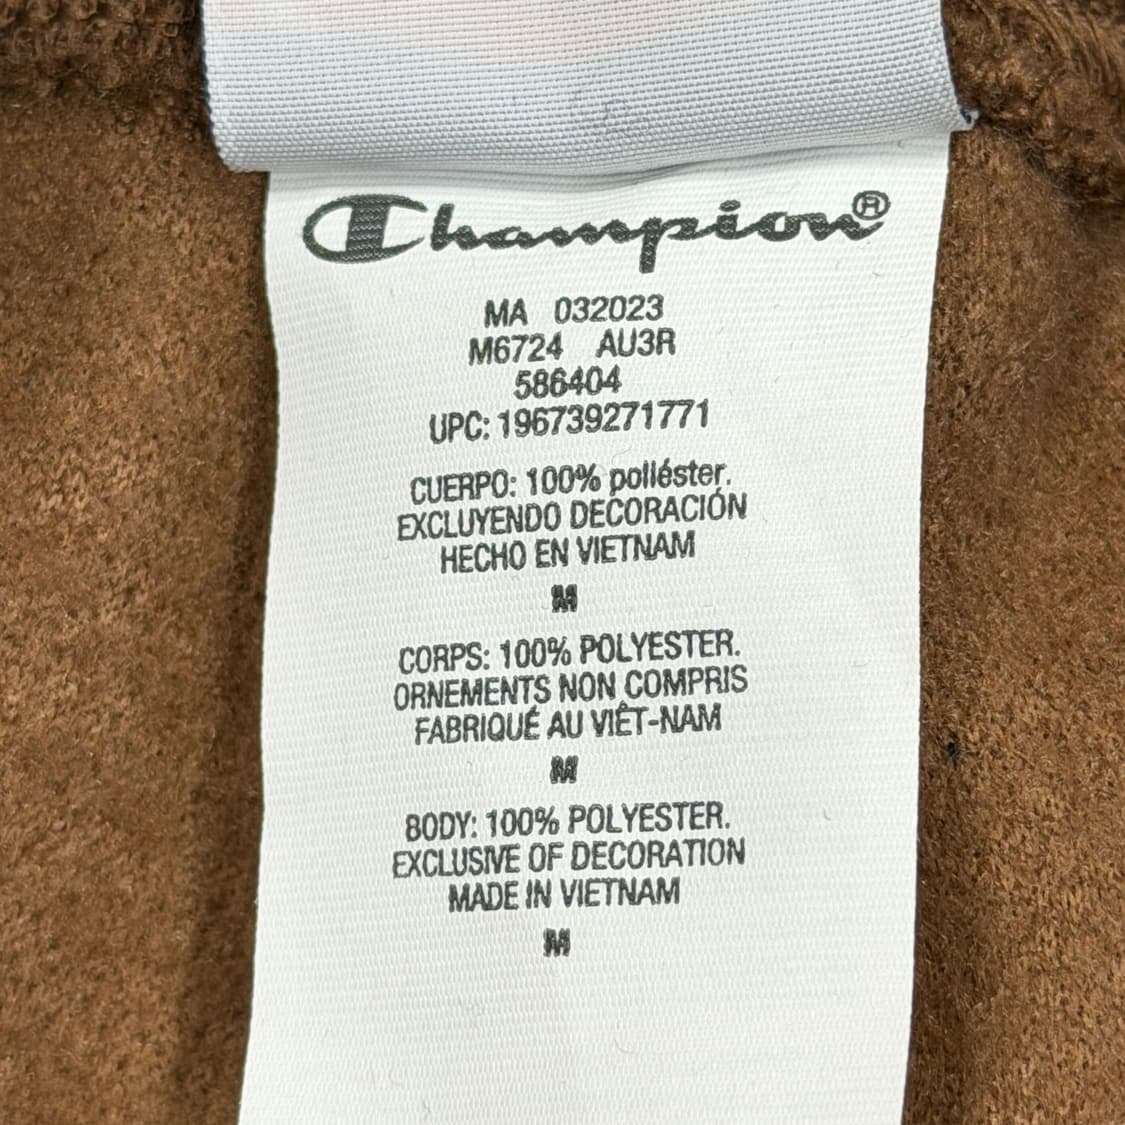 Champion®
MA 032023
M6724 AU3R
586404
UPC: 196739271771
CUERPO: 100% poliéster.
EXCLUYENDO DECORACIÓN
HECHO EN VIETNAM
M
CORPS: 100% POLYESTER.
ORNEMENTS NON COMPRIS
FABRIQUÉ AU VIÊT-NAM
M
BODY: 100% POLYESTER.
EXCLUSIVE OF DECORATION
MADE IN VIETNAM
M